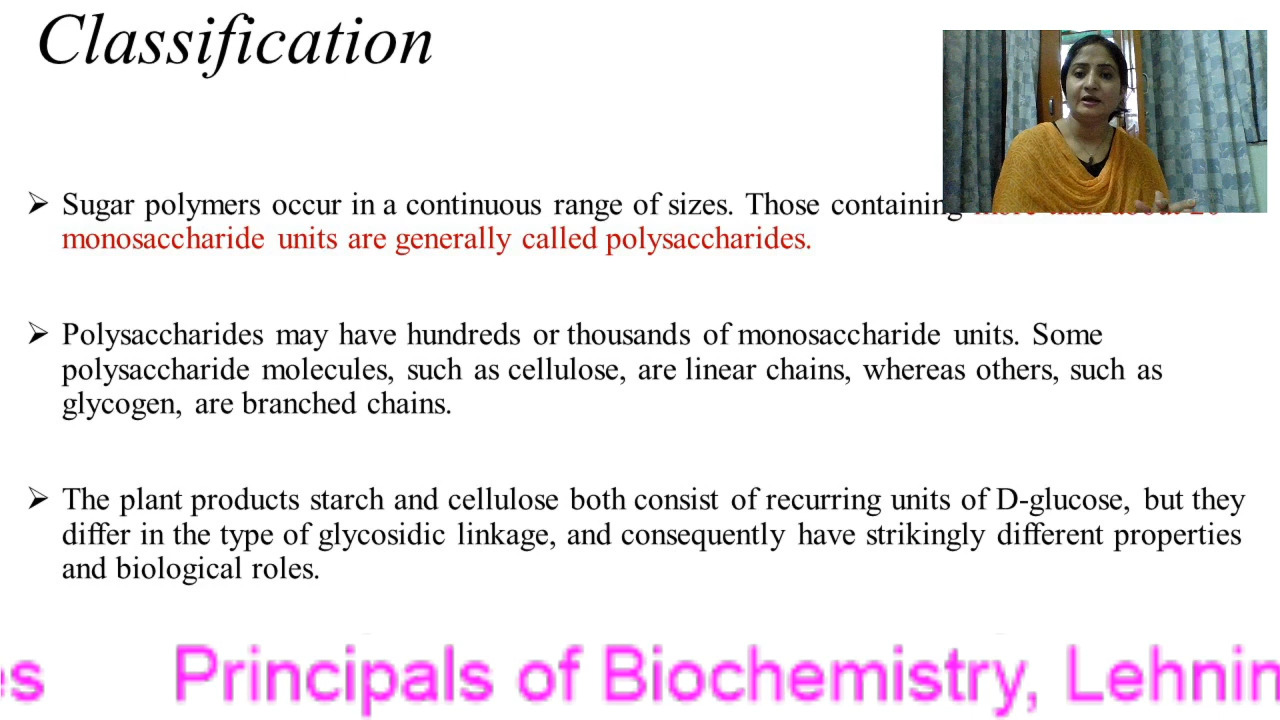 Classification
➢ Sugar polymers occur in a continuous range of sizes. Those containing more than about 20
monosaccharide units are generally called polysaccharides.
➢ Polysaccharides may have hundreds or thousands of monosaccharide units. Some
polysaccharide molecules, such as cellulose, are linear chains, whereas others, such as
glycogen, are branched chains.
➢ The plant products starch and cellulose both consist of recurring units of D-glucose, but they
differ in the type of glycosidic linkage, and consequently have strikingly different properties
and biological roles.
es Principals of Biochemistry, Lehnin